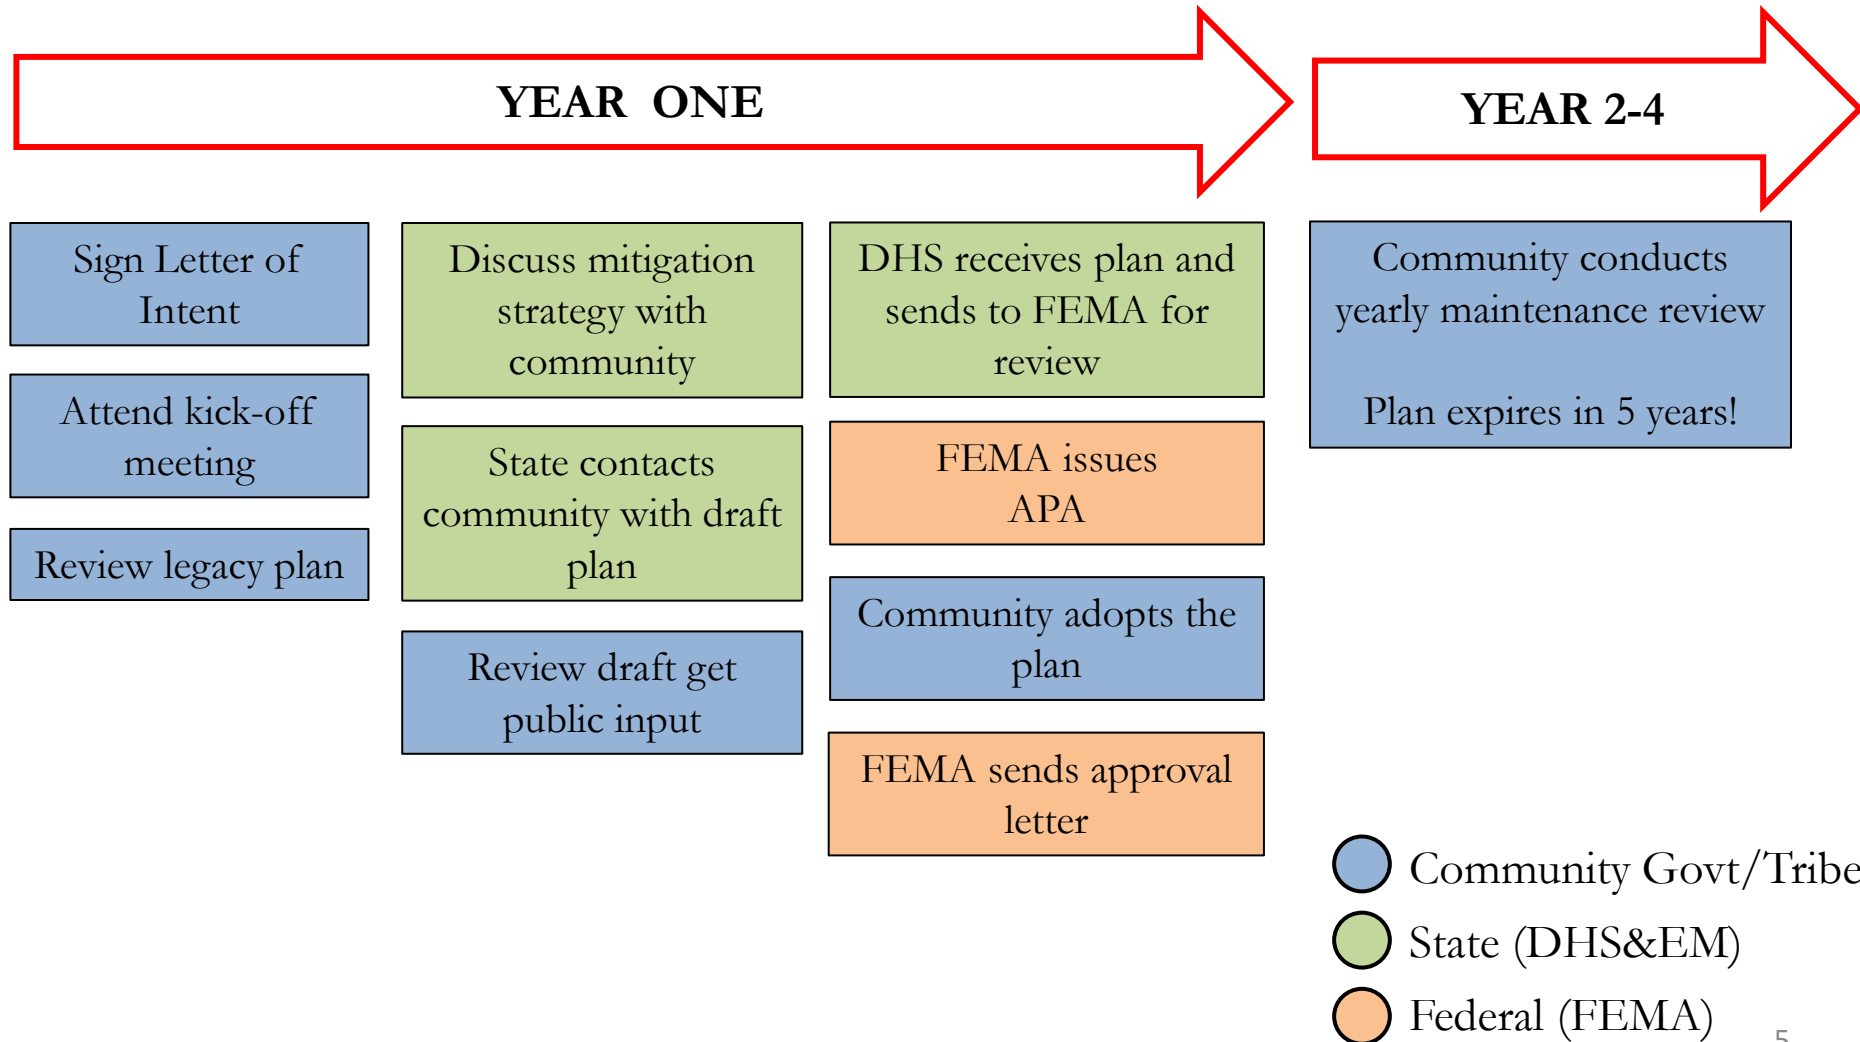 YEAR ONE
YEAR 2-4
Sign Letter of
Intent
Attend kick-off
meeting
Review legacy plan
Discuss mitigation
strategy with
community
State contacts
community with draft
plan
Review draft get
public input
DHS receives plan and
sends to FEMA for
review
FEMA issues
APA
Community adopts the
plan
FEMA sends approval
letter
Community conducts
yearly maintenance review
Plan expires in 5 years!
Community Govt/Tribe
State (DHS&EM)
Federal (FEMA)
5